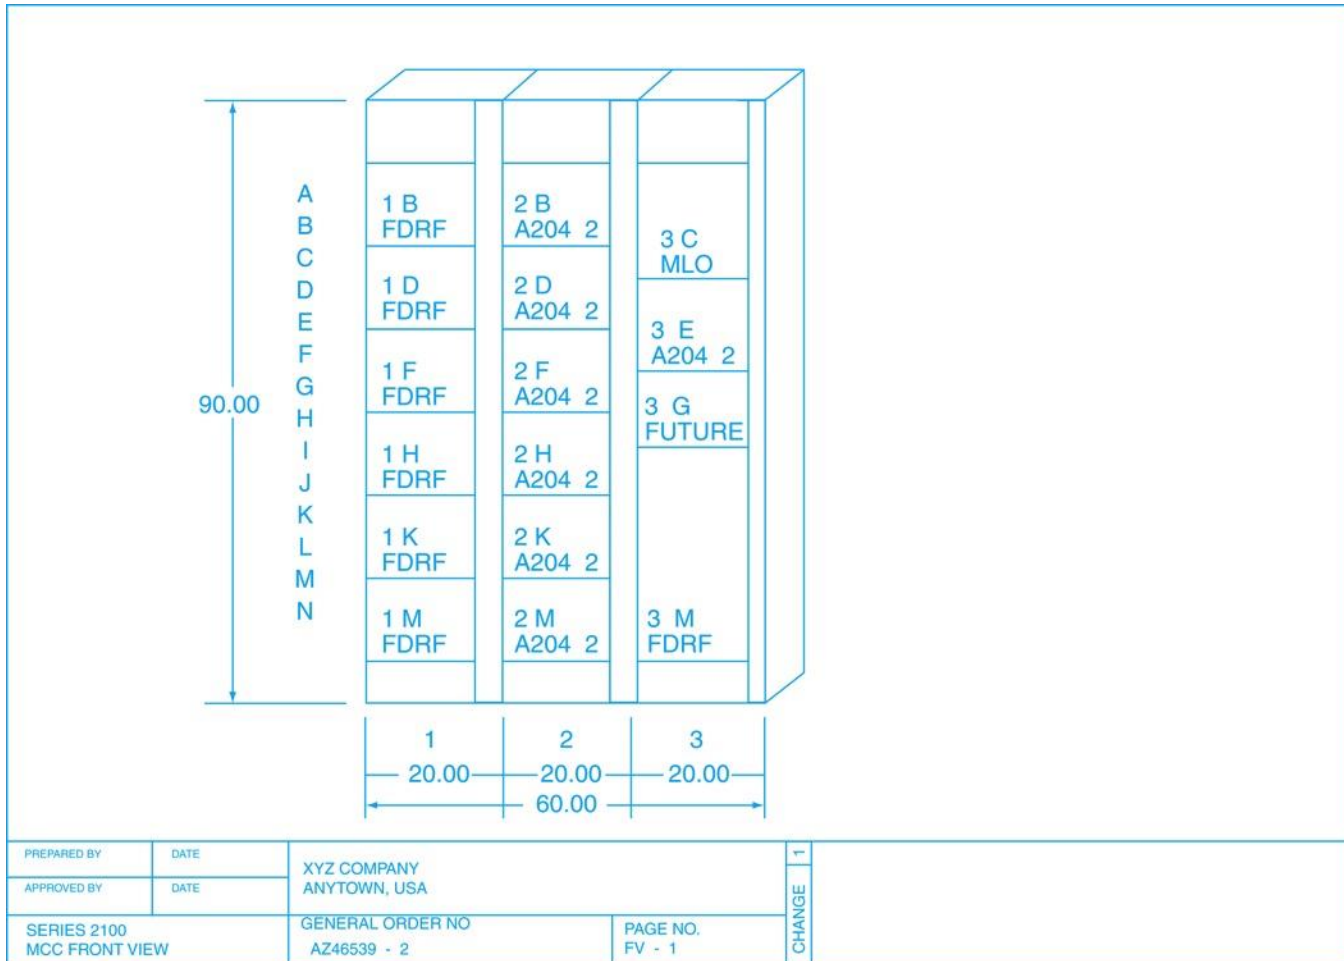 A
B
C
D
E
F
G
H
I
J
K
L
M
N
90.00
1 B
FDRF
1 D
FDRF
1 F
FDRF
1 H
FDRF
1 K
FDRF
1 M
FDRF
2 B
A204 2
2 D
A204 2
2 F
A204 2
2 H
A204 2
2 K
A204 2
2 M
A204 2
3 C
MLO
3 E
A204 2
3 G
FUTURE
3 M
FDRF
1 2 3
20.00 20.00 20.00
60.00
PREPARED BY DATE
APPROVED BY DATE
SERIES 2100
MCC FRONT VIEW
XYZ COMPANY
ANYTOWN, USA
GENERAL ORDER NO
AZ46539 - 2
PAGE NO.
FV - 1
CHANGE 1